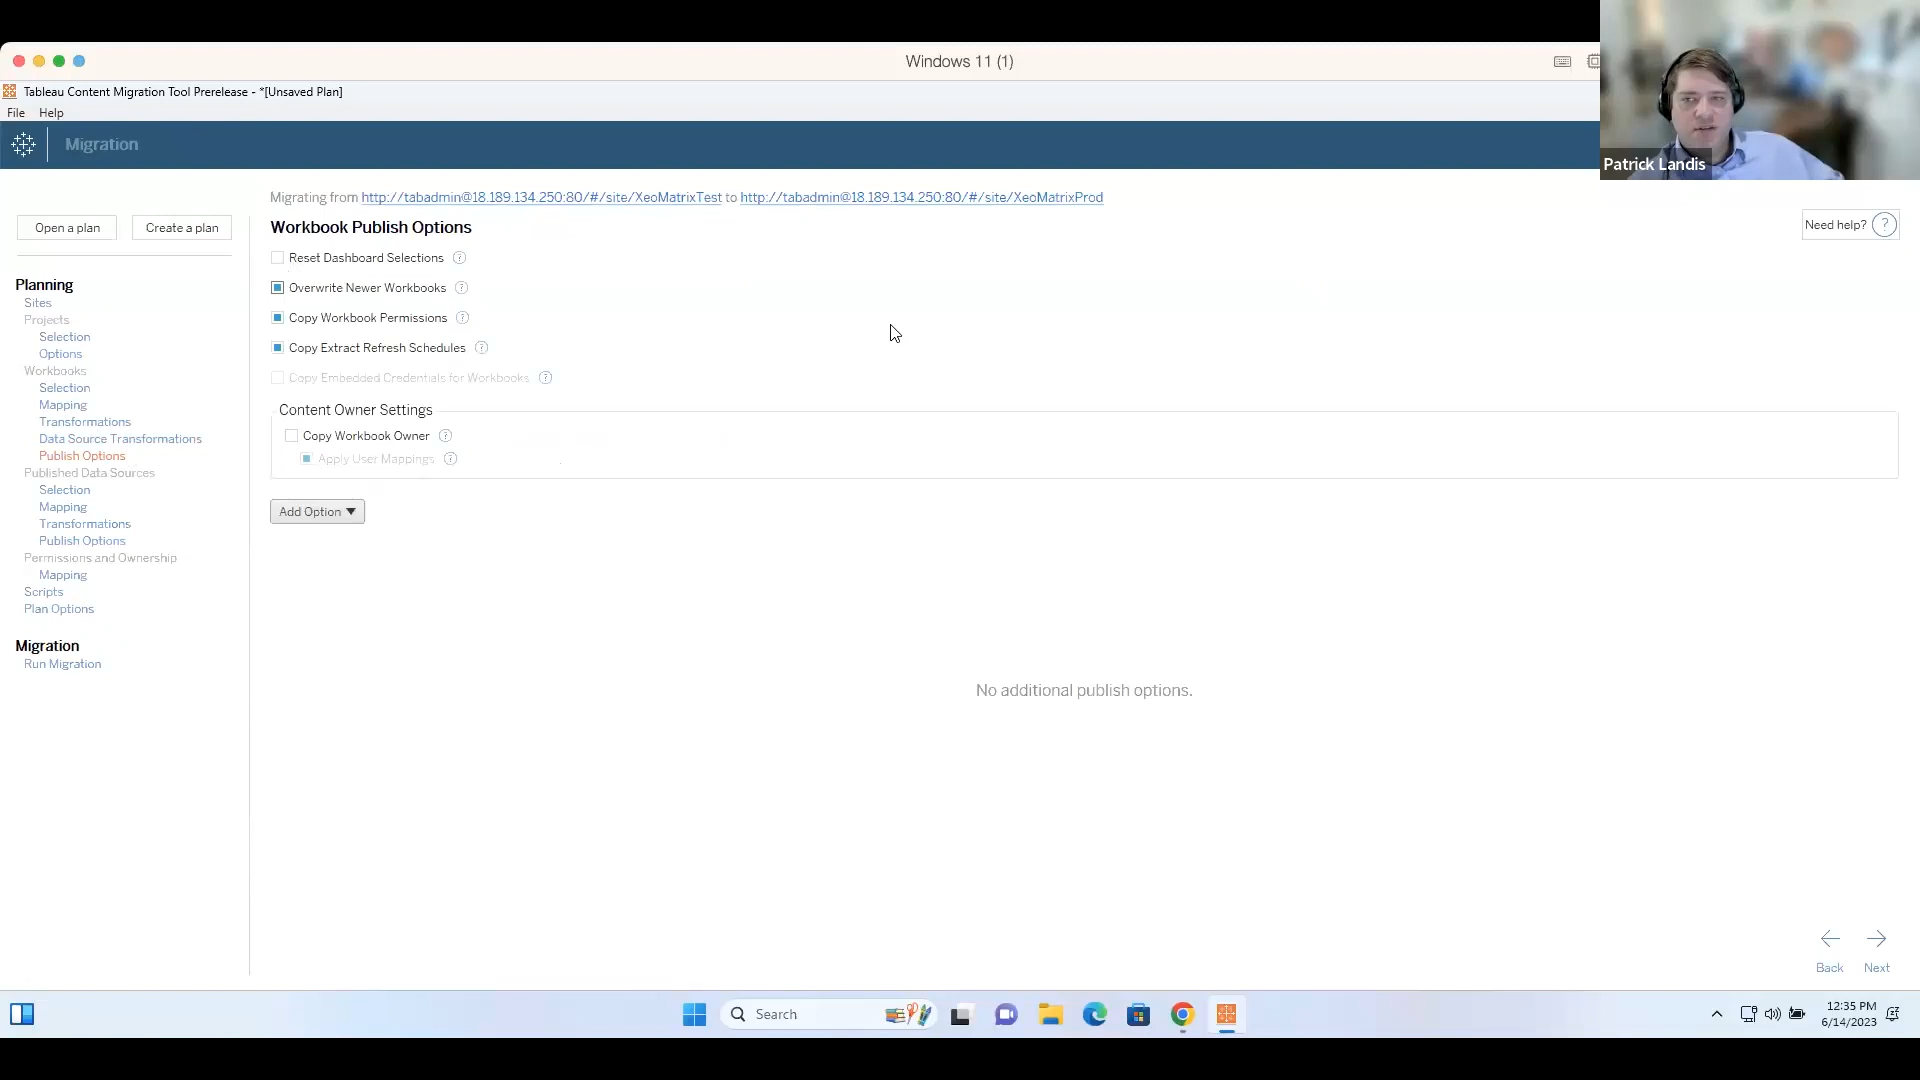 Windows 11 (1)
Tableau Content Migration Tool Prerelease - *[Unsaved Plan]
File Help
Migration
Patrick Landis
Migrating from http://tabadmin@18.189.134.250:80/#/site/XeoMatrixTest to http://tabadmin@18.189.134.250:80/#/site/XeoMatrixProd
Open a plan
Create a plan
Workbook Publish Options
Need help? ?
Reset Dashboard Selections ?
Overwrite Newer Workbooks ?
Copy Workbook Permissions ?
Copy Extract Refresh Schedules ?
Copy Embedded Credentials for Workbooks ?
Content Owner Settings
Copy Workbook Owner ?
Apply User Mappings ?
Add Option
No additional publish options.
Planning
Sites
Projects
Selection
Options
Workbooks
Selection
Mapping
Transformations
Data Source Transformations
Publish Options
Published Data Sources
Selection
Mapping
Transformations
Publish Options
Permissions and Ownership
Mapping
Scripts
Plan Options
Migration
Run Migration
Back
Next
Search
12:35 PM
6/14/2023